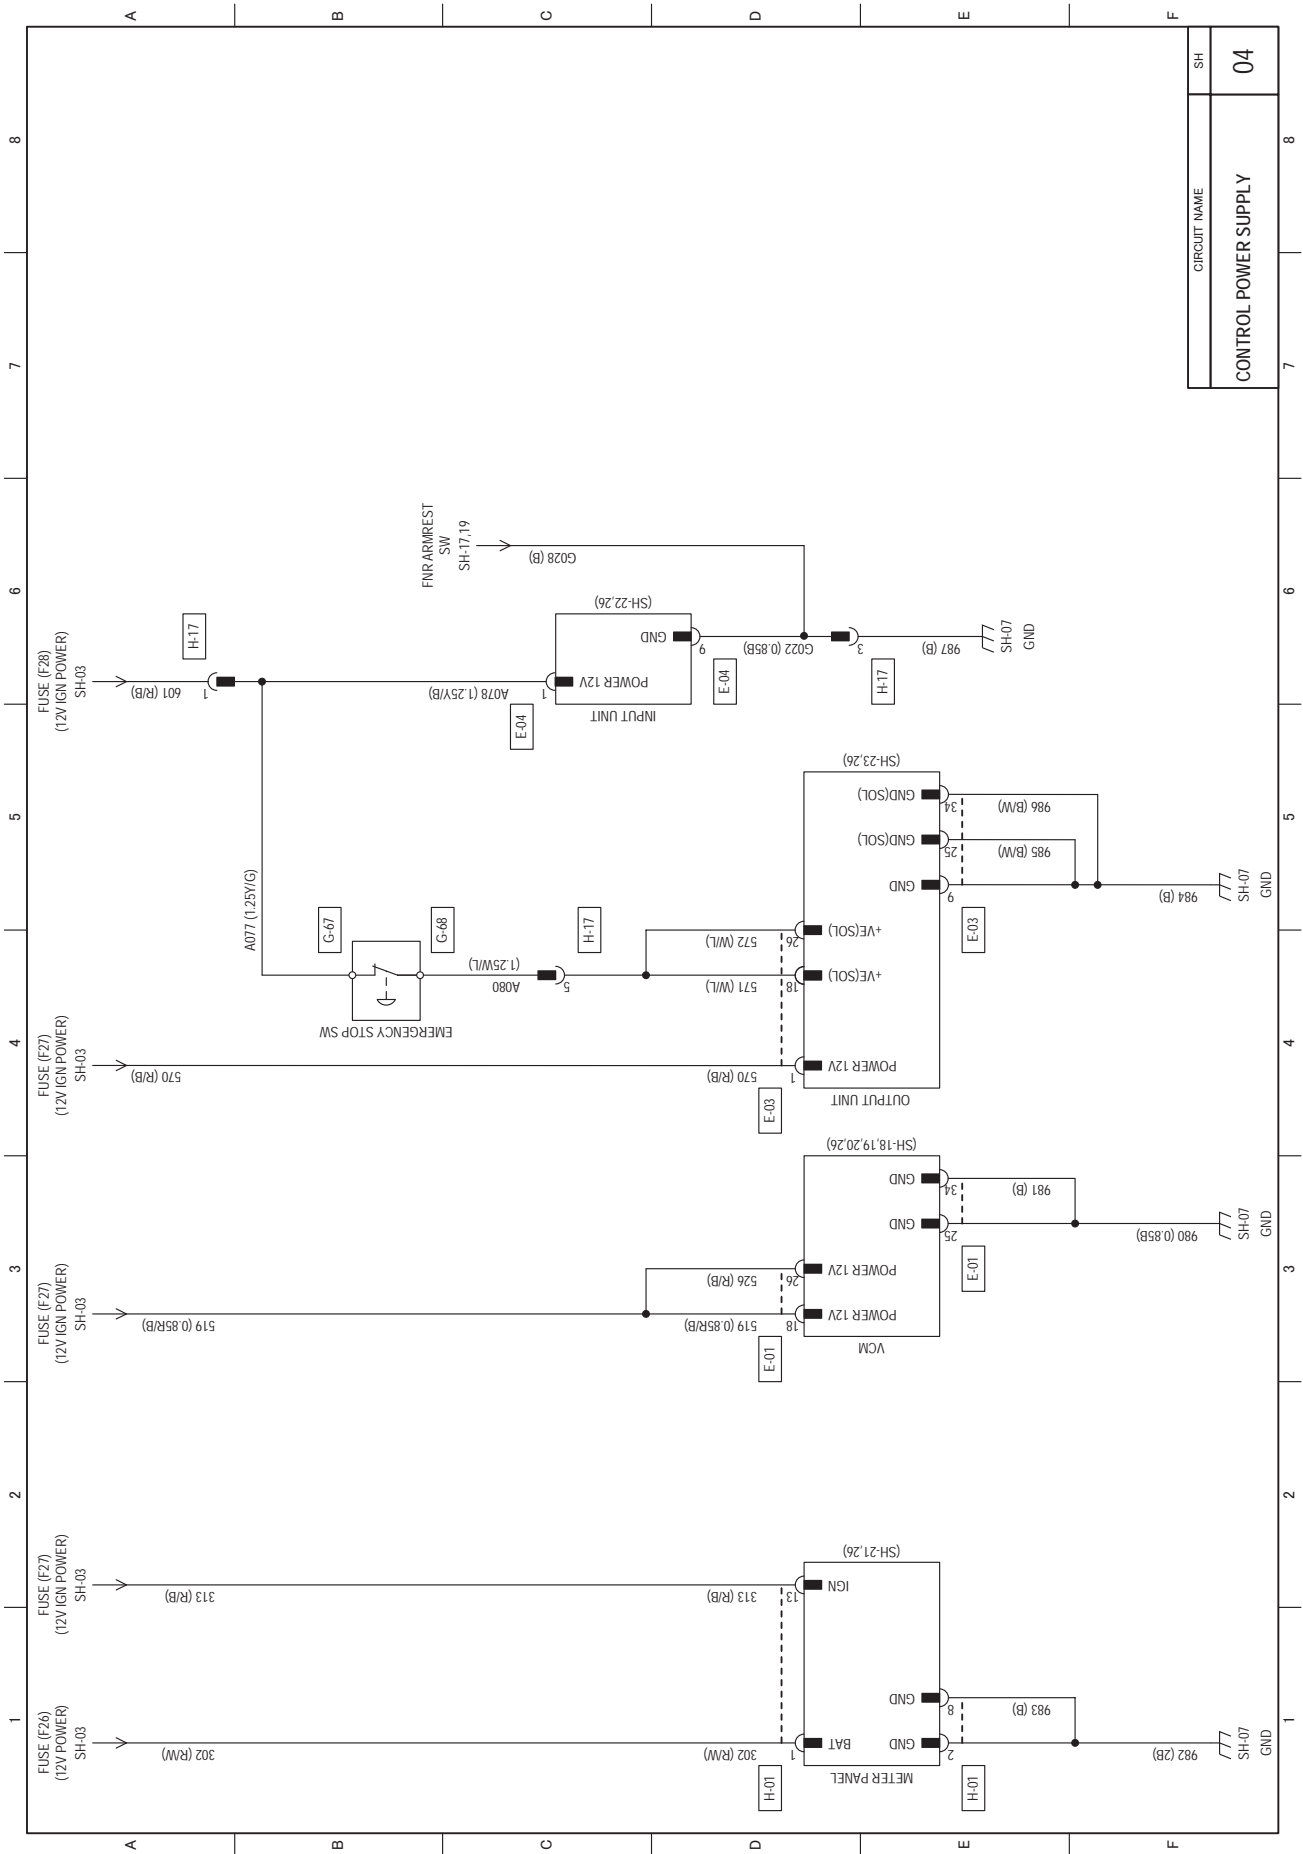 A
B
C
D
E
F
1
2
3
4
5
6
7
8
FUSE (F26)
(12V POWER)
SH-03
302 (R/W)
302 (R/W)
H-01
1
BAT
METER PANEL
(SH-21,26)
GND
2
GND
8
H-01
983 (B)
982 (2B)
SH-07
GND
FUSE (F27)
(12V IGN POWER)
SH-03
313 (R/B)
313 (R/B)
13
IGN
FUSE (F27)
(12V IGN POWER)
SH-03
519 (0.85R/B)
519 (0.85R/B)
526 (R/B)
E-01
18
26
POWER 12V
POWER 12V
VCM
(SH-18,19,20,26)
GND
GND
25
34
E-01
981 (B)
980 (0.85B)
SH-07
GND
FUSE (F27)
(12V IGN POWER)
SH-03
570 (R/B)
570 (R/B)
E-03
1
POWER 12V
OUTPUT UNIT
(SH-23,26)
A077 (1.25Y/G)
G-67
EMERGENCY STOP SW
G-68
A080
(1.25W/L)
5
H-17
571 (W/L)
572 (W/L)
18
26
+VE(SOL)
+VE(SOL)
GND
GND(SOL)
GND(SOL)
9
25
34
E-03
985 (B/W)
986 (B/W)
984 (B)
SH-07
GND
FUSE (F28)
(12V IGN POWER)
SH-03
601 (R/B)
1
H-17
A078 (1.25Y/B)
1
E-04
POWER 12V
INPUT UNIT
(SH-22,26)
GND
9
E-04
G022 (0.85B)
3
H-17
987 (B)
SH-07
GND
FNR ARMREST
SW
SH-17,19
G028 (B)
CIRCUIT NAME
SH
CONTROL POWER SUPPLY
04
A
B
C
D
E
F
1
2
3
4
5
6
7
8